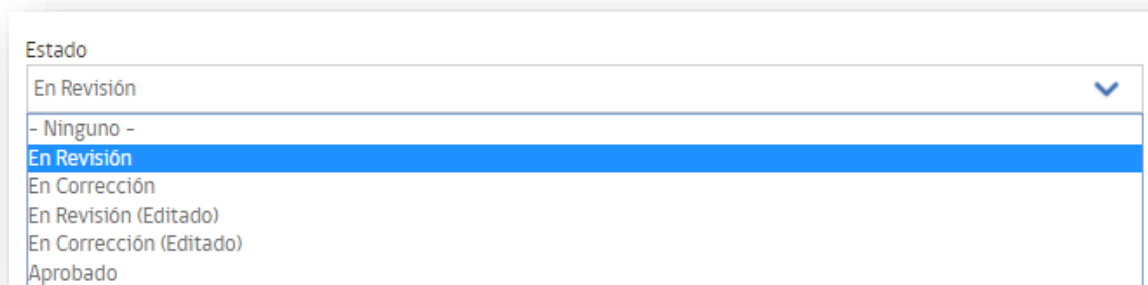 Estado
En Revisión
- Ninguno -
En Revisión
En Corrección
En Revisión (Editado)
En Corrección (Editado)
Aprobado